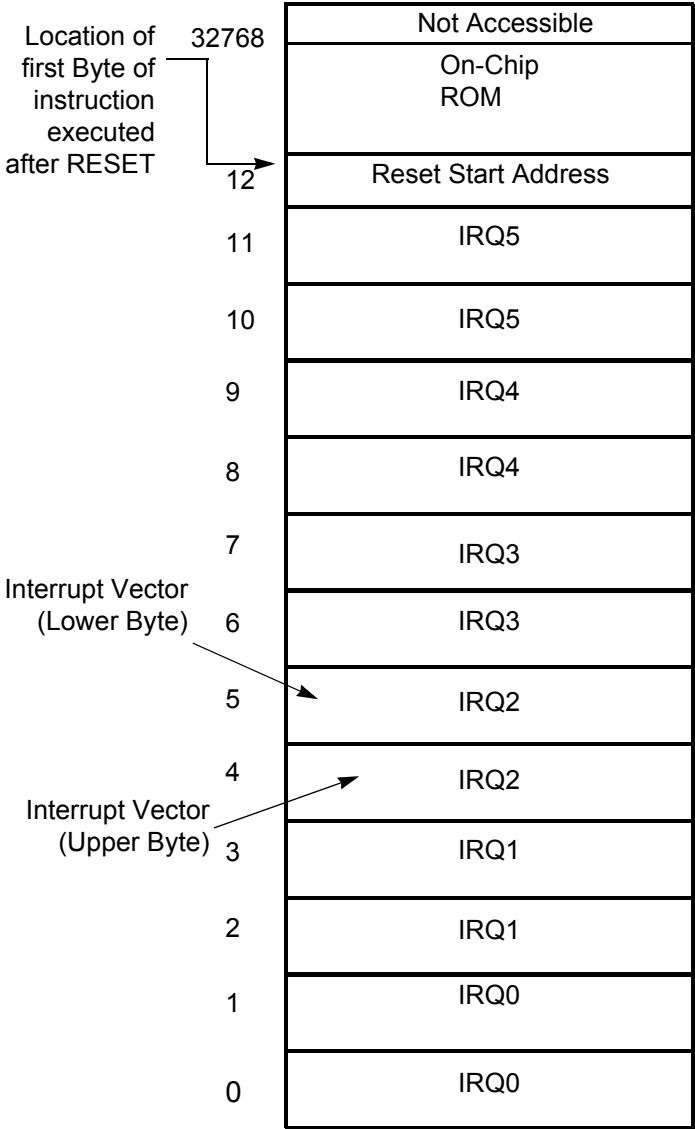 Not Accessible
Location of
first Byte of
instruction
executed
after RESET
32768
On-Chip
ROM
12
Reset Start Address
11
IRQ5
10
IRQ5
9
IRQ4
8
IRQ4
7
IRQ3
Interrupt Vector
(Lower Byte)
6
IRQ3
5
IRQ2
4
IRQ2
Interrupt Vector
(Upper Byte)
3
IRQ1
2
IRQ1
1
IRQ0
0
IRQ0